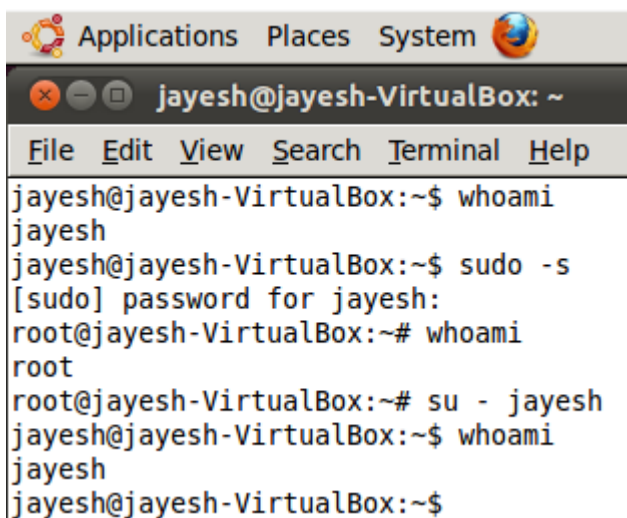 Applications Places System
jayesh@jayesh-VirtualBox: ~
File Edit View Search Terminal Help
jayesh@jayesh-VirtualBox:~$ whoami
jayesh
jayesh@jayesh-VirtualBox:~$ sudo -s
[sudo] password for jayesh:
root@jayesh-VirtualBox:~# whoami
root
root@jayesh-VirtualBox:~# su - jayesh
jayesh@jayesh-VirtualBox:~$ whoami
jayesh
jayesh@jayesh-VirtualBox:~$